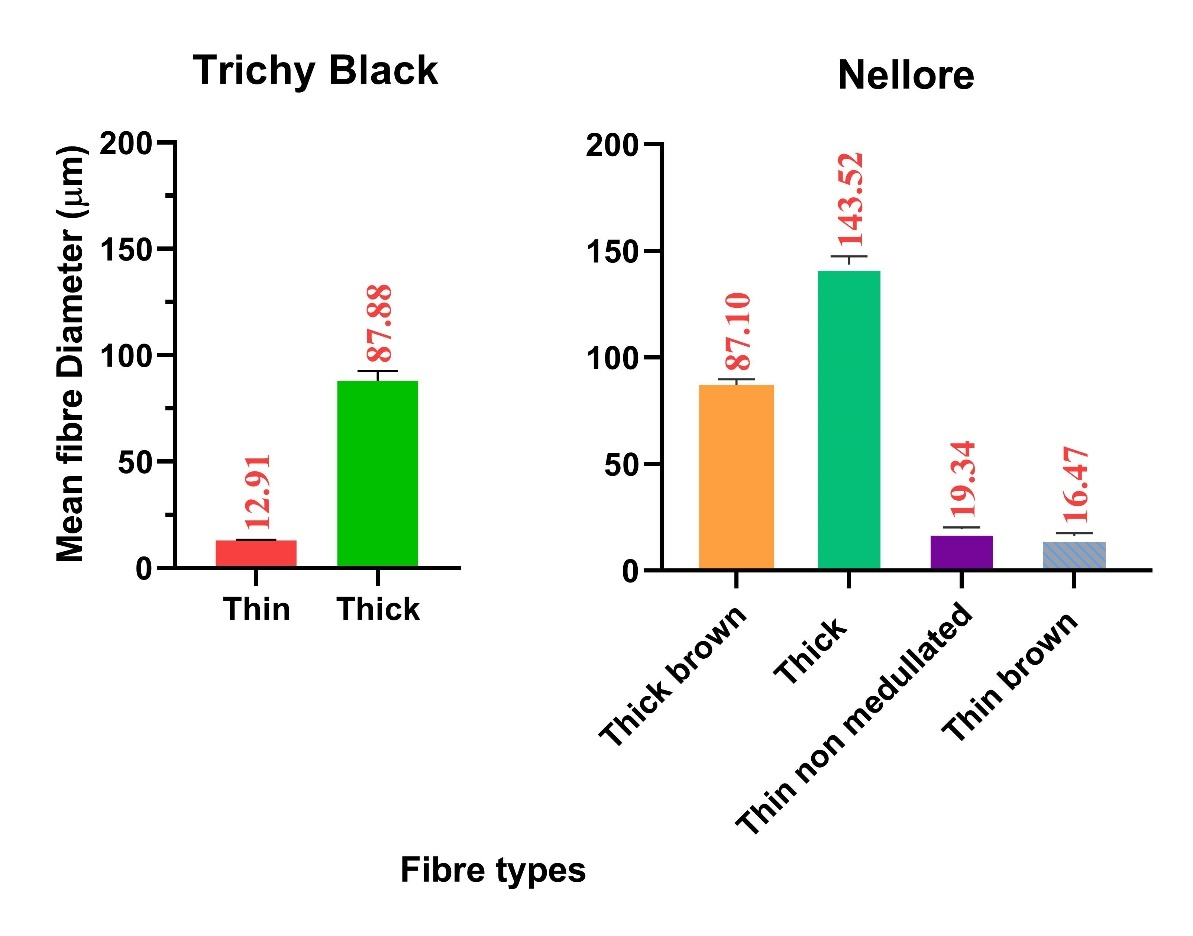 Trichy Black
Mean fibre Diameter (μm)
200
150
100
50
0
12.91
87.88
Thin
Thick
Nellore
200
150
100
50
0
87.10
143.52
19.34
16.47
Thick brown
Thick
Thin non medullated
Thin brown
Fibre types